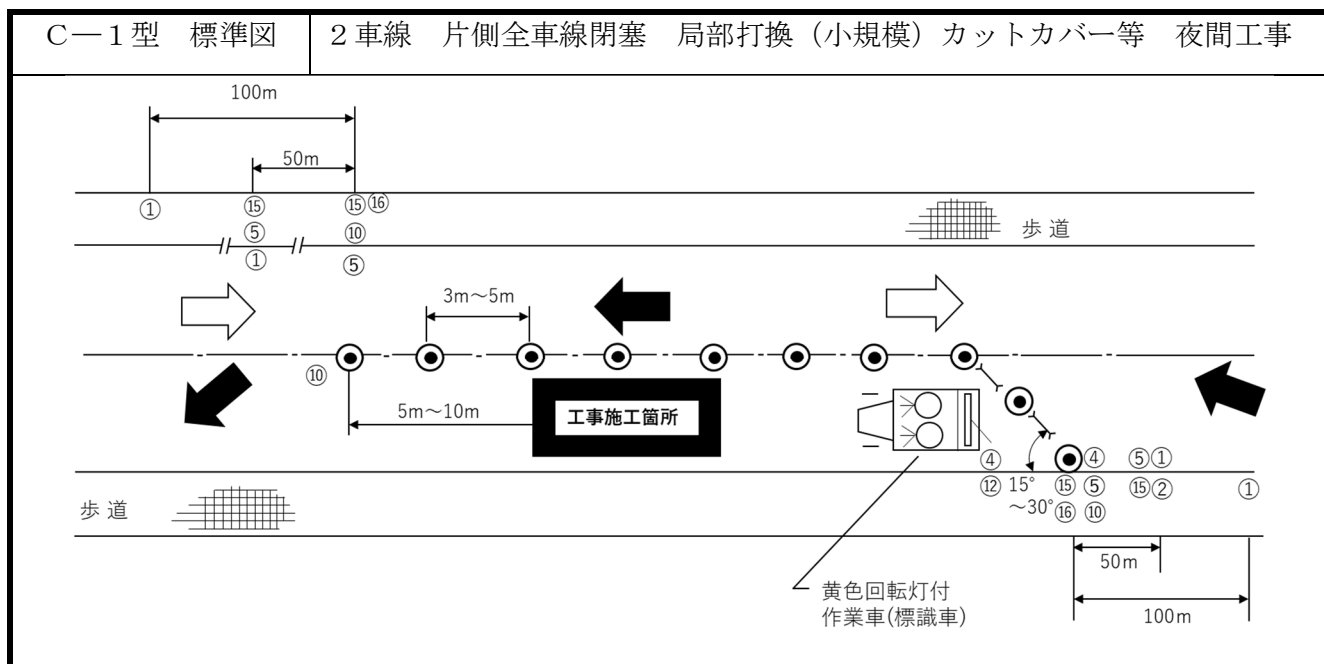 C―1型 標準図
2車線 片側全車線閉塞 局部打換(小規模)カットカバー等 夜間工事
100m
50m
① ⑮ ⑮⑯
⑤ ⑩
① ⑤
歩 道
3m～5m
⑩
5m～10m
工事施工箇所
④ ④ ⑤①
⑫ 15° ⑮ ⑤ ⑮② ①
～30° ⑯ ⑩
歩 道
50m
黄色回転灯付
作業車(標識車)
100m